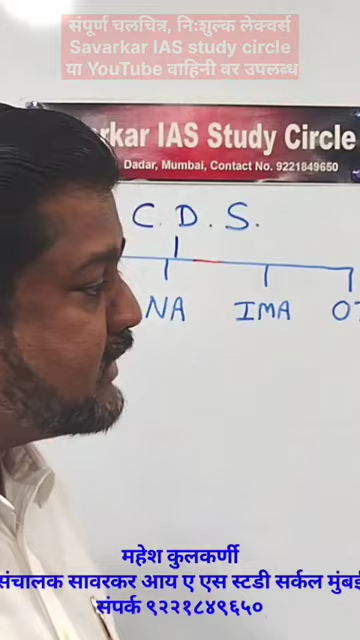 संपूर्ण चलचित्र, निःशुल्क लेक्चर्स
Savarkar IAS study circle
या YouTube वाहिनी वर उपलब्ध
rkar IAS Study Circle
Dadar, Mumbai, Contact No. 9221849650
C. D. S.
NA IMA
महेश कुलकर्णी
संचालक सावरकर आय ए एस स्टडी सर्कल मुंबई
संपर्क ९२२१८४९६५०